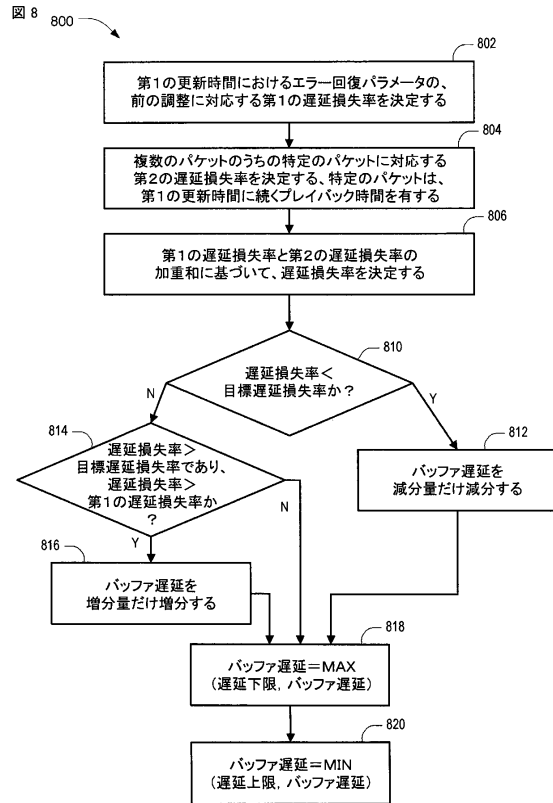 図 8
800
802
第1の更新時間におけるエラー回復パラメータの、
前の調整に対応する第1の遅延損失率を決定する
804
複数のパケットのうちの特定のパケットに対応する
第2の遅延損失率を決定する、特定のパケットは、
第1の更新時間に続くプレイバック時間を有する
806
第1の遅延損失率と第2の遅延損失率の
加重和に基づいて、遅延損失率を決定する
810
遅延損失率<
目標遅延損失率か?
N
Y
814
遅延損失率>
目標遅延損失率であり、
遅延損失率>
第1の遅延損失率か
?
N
Y
812
バッファ遅延を
減分量だけ減分する
816
バッファ遅延を
増分量だけ増分する
818
バッファ遅延=MAX
(遅延下限, バッファ遅延)
820
バッファ遅延=MIN
(遅延上限, バッファ遅延)